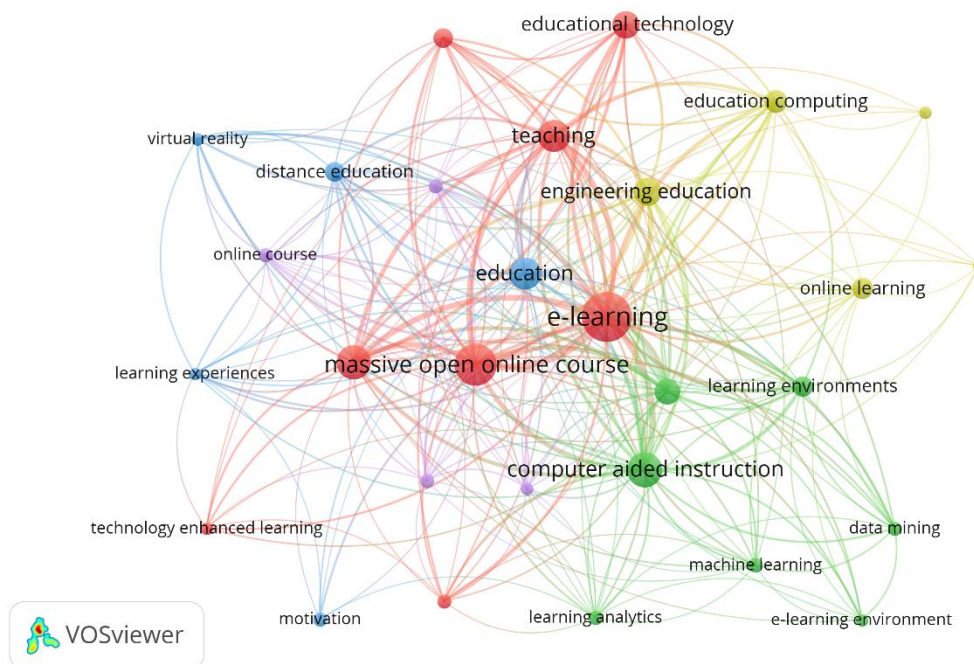 educational technology
education computing
teaching
virtual reality
distance education
engineering education
online course
education
online learning
e-learning
massive open online course
learning experiences
learning environments
computer aided instruction
technology enhanced learning
data mining
machine learning
motivation
learning analytics
e-learning environment
VOSviewer